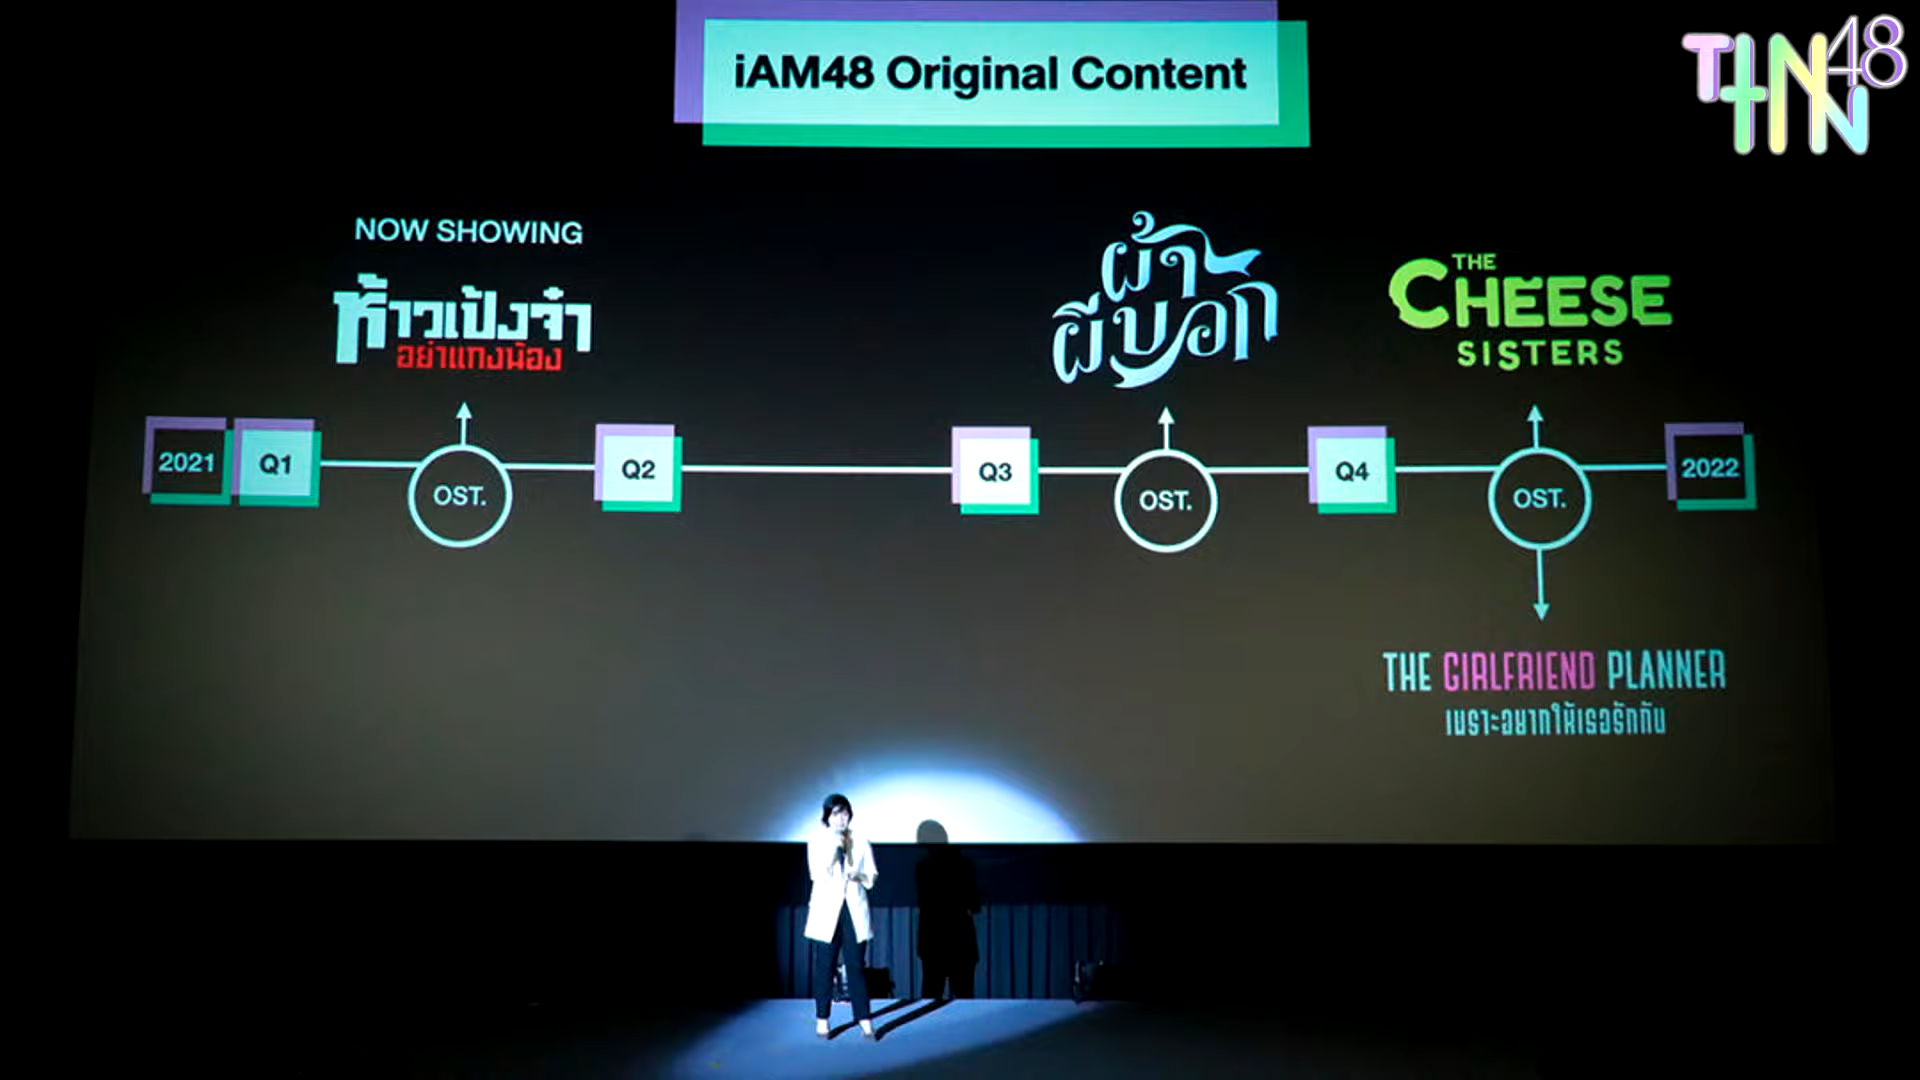 iAM48 Original Content
TINN48
NOW SHOWING
ห้าวเป้งจ๋า
อย่าแกงน้อง
ผ้า
ผีบอก
THE
CHEESE
SISTERS
2021
Q1
OST.
Q2
Q3
OST.
Q4
OST.
2022
THE GIRLFRIEND PLANNER
เพราะอยากให้เธอรักกัน